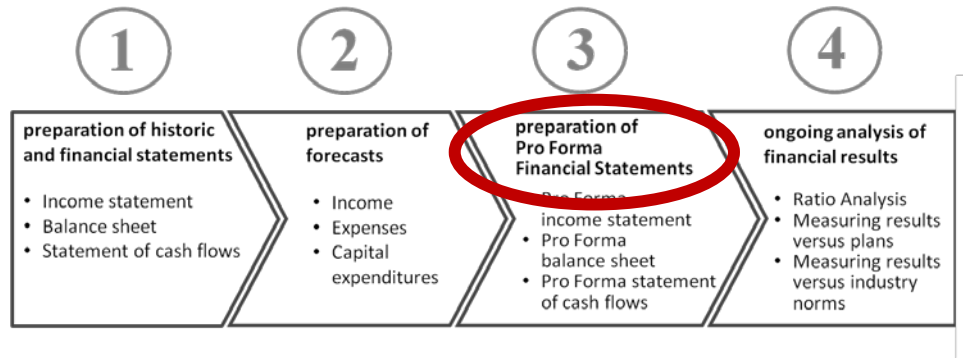 1
2
3
4
preparation of historic
and financial statements
• Income statement
• Balance sheet
• Statement of cash flows
preparation of
forecasts
• Income
• Expenses
• Capital
expenditures
preparation of
Pro Forma
Financial Statements
• Pro Forma
income statement
• Pro Forma
balance sheet
• Pro Forma statement
of cash flows
ongoing analysis of
financial results
• Ratio Analysis
• Measuring results
versus plans
• Measuring results
versus industry
norms